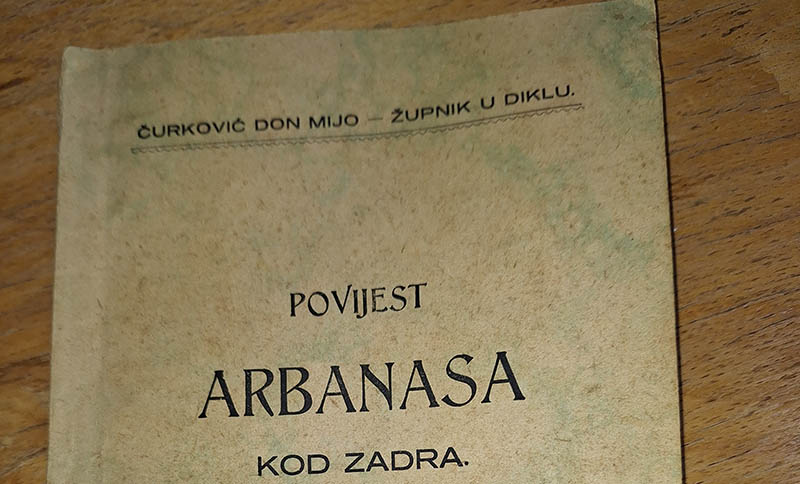 ČURKOVIĆ DON MIJO – ŽUPNIK U DIKLU.
POVIJEST
ARBANASA
KOD ZADRA.